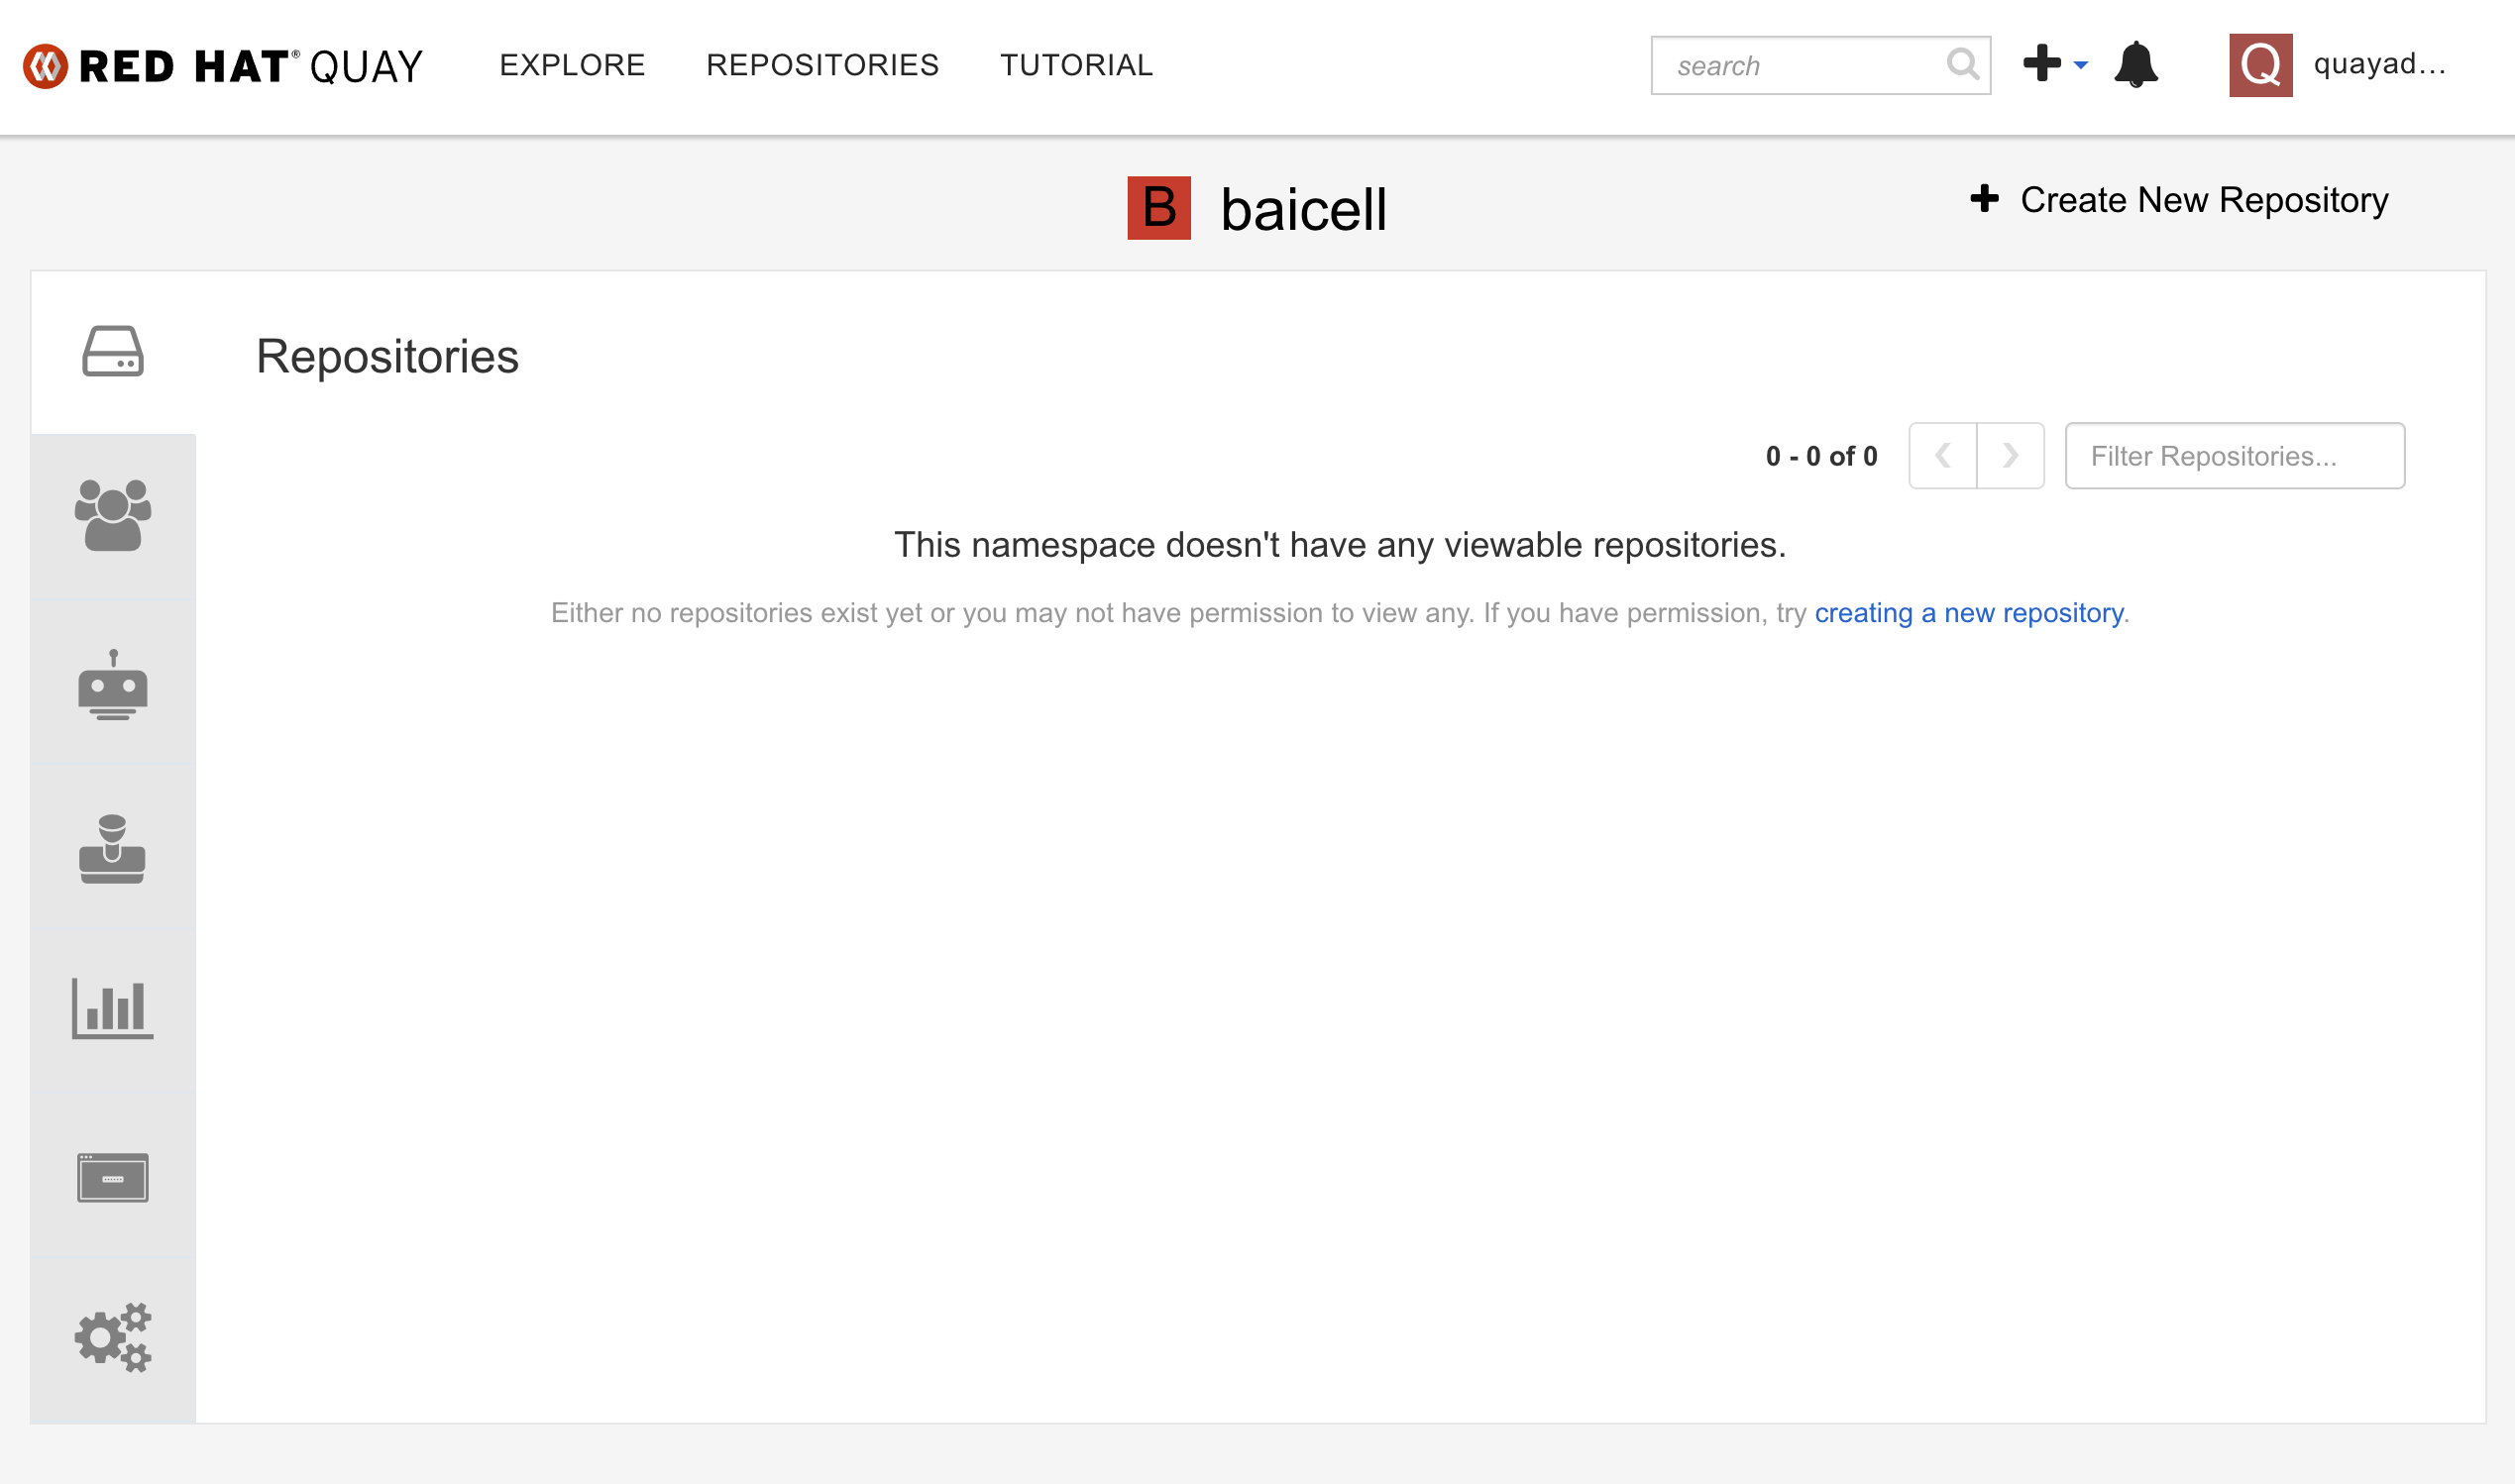 RED HAT® QUAY EXPLORE REPOSITORIES TUTORIAL search Q quayad...
B baicell
Create New Repository
Repositories
0 - 0 of 0 Filter Repositories...
This namespace doesn't have any viewable repositories.
Either no repositories exist yet or you may not have permission to view any. If you have permission, try creating a new repository.